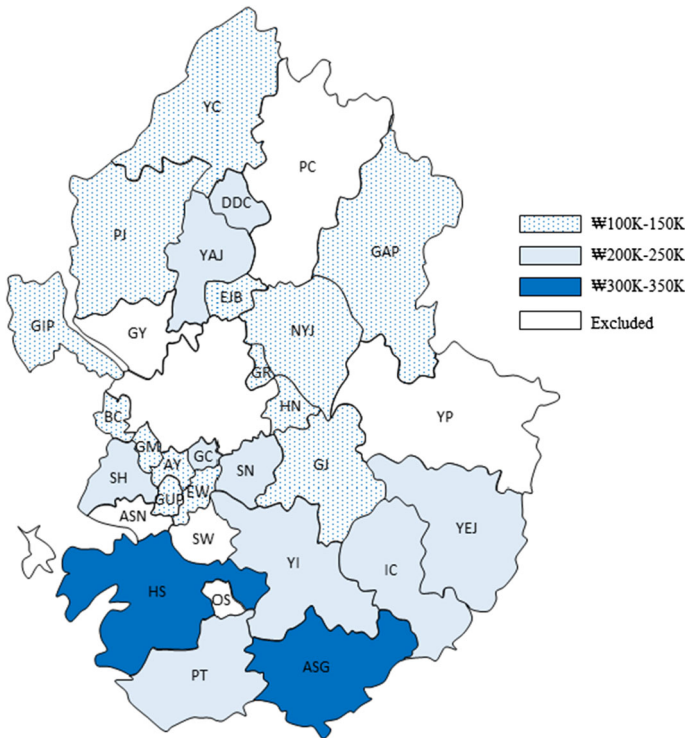 YC
PC
DDC
PJ
YAJ
GAP
₩100K-150K
₩200K-250K
EJB
₩300K-350K
GIP
GY
NYJ
Excluded
GR
HN
YP
BC
GM
GC
AY
SN
GJ
SH
GUP
EW
ASN
SW
YEJ
YI
IC
HS
OS
PT
ASG